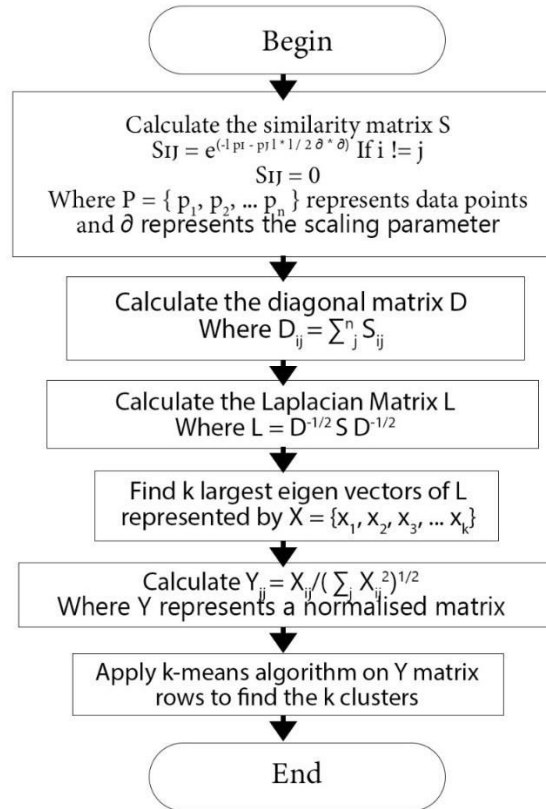 Begin
Calculate the similarity matrix S
SIJ = e^(-l pI - pJ l * l / 2 ∂ * ∂) If i != j
SIJ = 0
Where P = { p₁, p₂, ... pₙ } represents data points
and ∂ represents the scaling parameter
Calculate the diagonal matrix D
Where Dᵢⱼ = ∑ⁿⱼ Sᵢⱼ
Calculate the Laplacian Matrix L
Where L = D⁻¹/² S D⁻¹/²
Find k largest eigen vectors of L
represented by X = {x₁, x₂, x₃, ... xₖ}
Calculate Yᵢⱼ = Xᵢⱼ/( ∑ⱼ Xᵢⱼ²)¹/²
Where Y represents a normalised matrix
Apply k-means algorithm on Y matrix
rows to find the k clusters
End